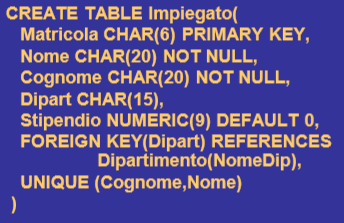 CREATE TABLE Impiegato(
Matricola CHAR(6) PRIMARY KEY,
Nome CHAR(20) NOT NULL,
Cognome CHAR(20) NOT NULL,
Dipart CHAR(15),
Stipendio NUMERIC(9) DEFAULT 0,
FOREIGN KEY(Dipart) REFERENCES
Dipartimento(NomeDip),
UNIQUE (Cognome,Nome)
)